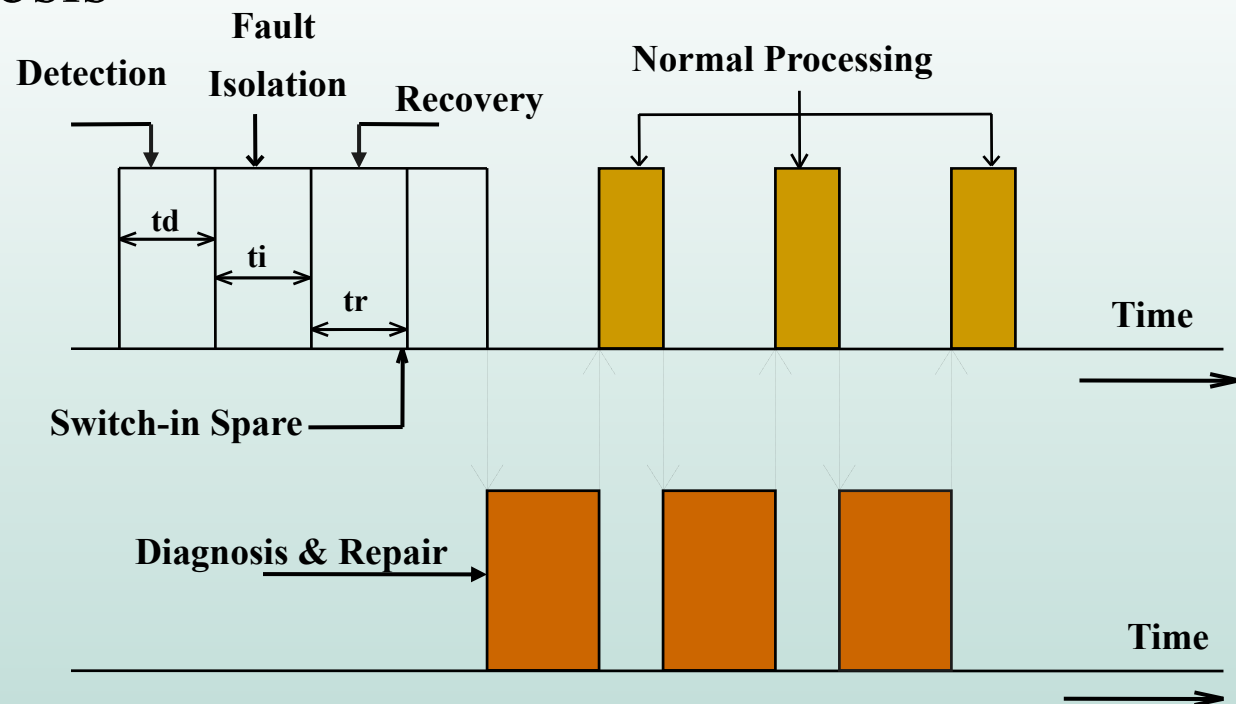 Fault
Isolation
Detection
Recovery
Normal Processing
td
ti
tr
Time
Switch-in Spare
Diagnosis & Repair
Time